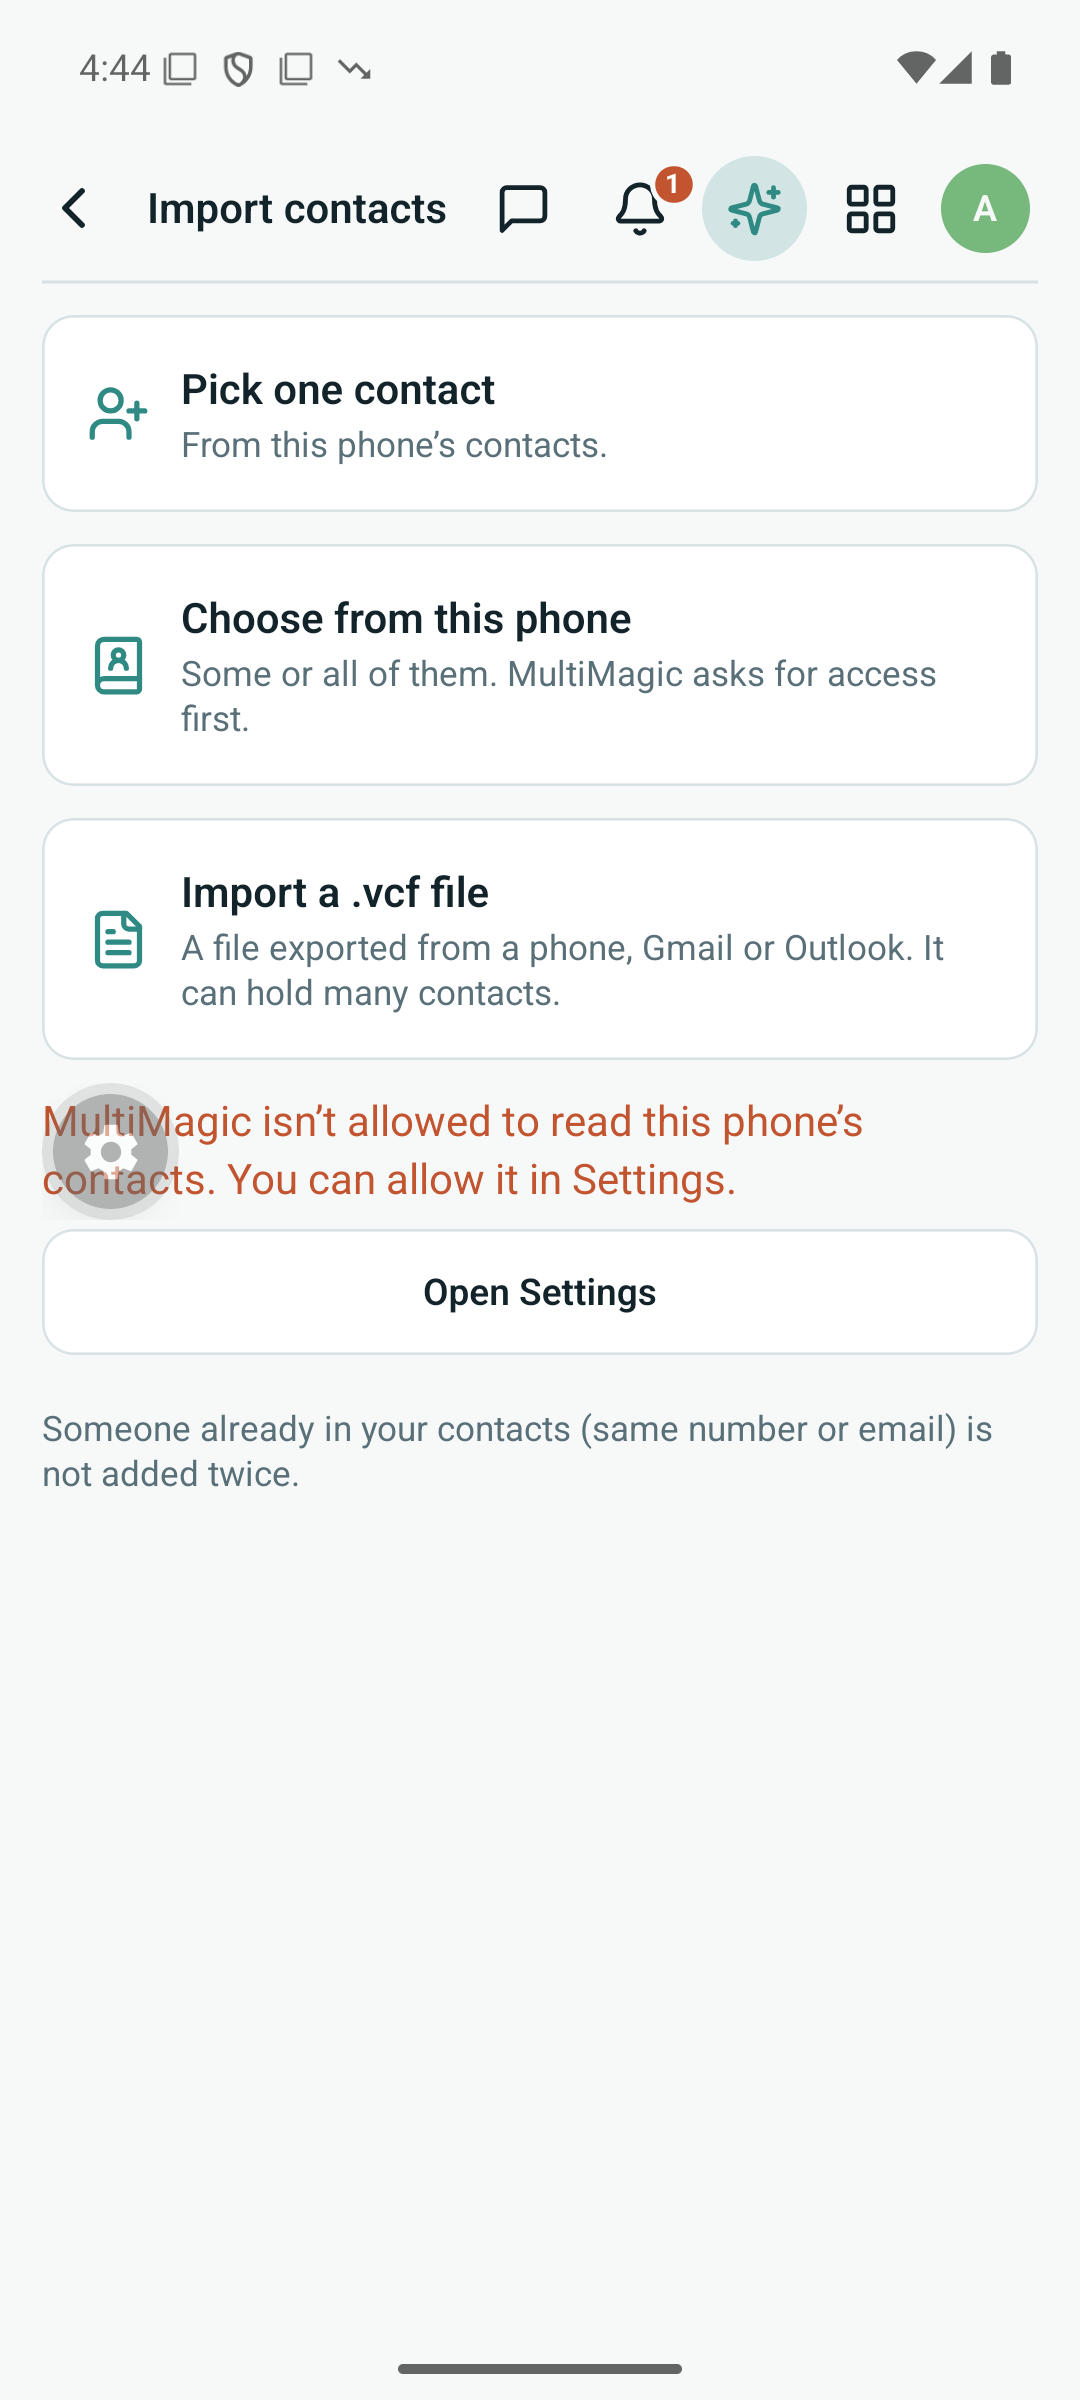 4:44
Import contacts
1
A
Pick one contact
From this phone’s contacts.
Choose from this phone
Some or all of them. MultiMagic asks for access
first.
Import a .vcf file
A file exported from a phone, Gmail or Outlook. It
can hold many contacts.
MultiMagic isn’t allowed to read this phone’s
contacts. You can allow it in Settings.
Open Settings
Someone already in your contacts (same number or email) is
not added twice.